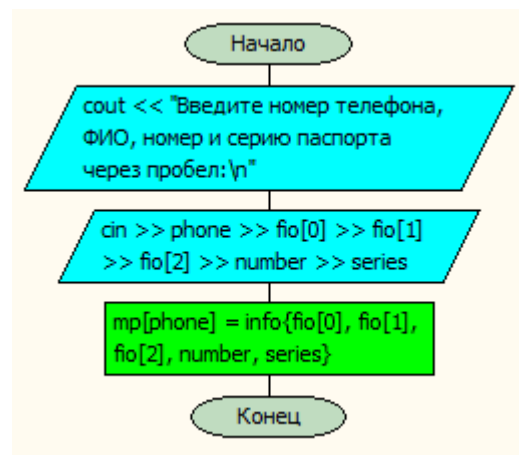 Начало
cout << "Введите номер телефона,
ФИО, номер и серию паспорта
через пробел:\n"
cin >> phone >> fio[0] >> fio[1]
>> fio[2] >> number >> series
mp[phone] = info{fio[0], fio[1],
fio[2], number, series}
Конец